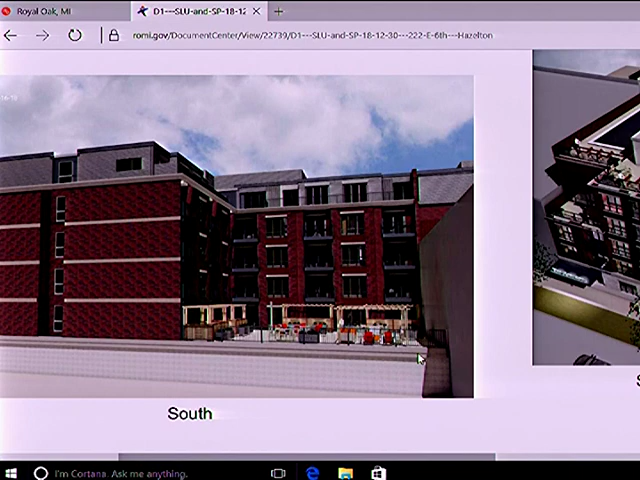 Royal Oak, MI
D1---SLU-and-SP-18-12
romi.gov/DocumentCenter/View/22739/D1---SLU-and-SP-18-12-30---222-E-6th---Hazelton
South
S
I'm Cortana. Ask me anything.